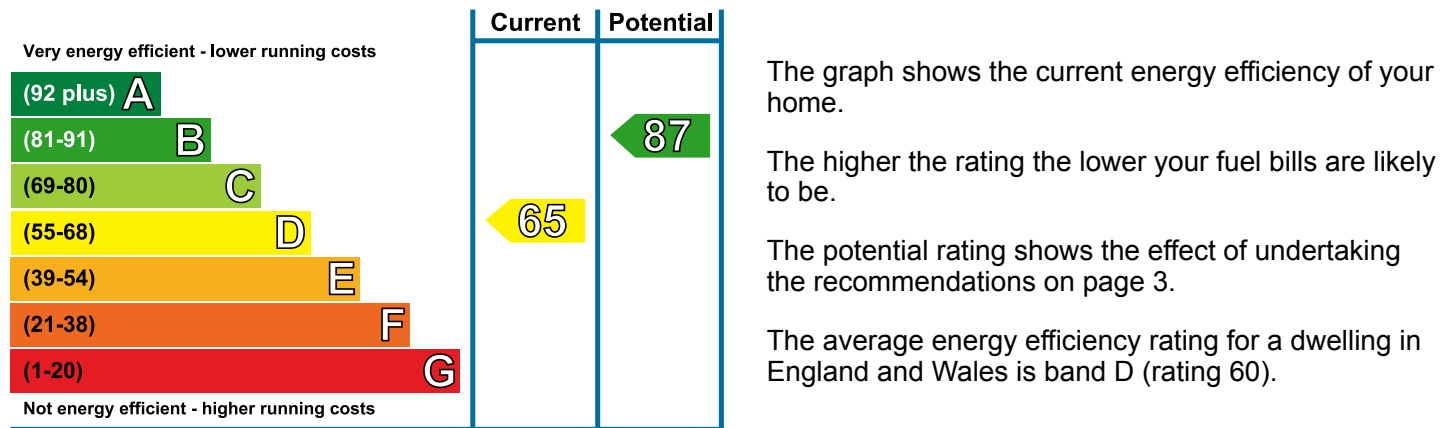 Current Potential
Very energy efficient - lower running costs
(92 plus) A
(81-91) B
87
(69-80) C
(55-68) D
65
(39-54) E
(21-38) F
(1-20) G
Not energy efficient - higher running costs
The graph shows the current energy efficiency of your
home.
The higher the rating the lower your fuel bills are likely
to be.
The potential rating shows the effect of undertaking
the recommendations on page 3.
The average energy efficiency rating for a dwelling in
England and Wales is band D (rating 60).